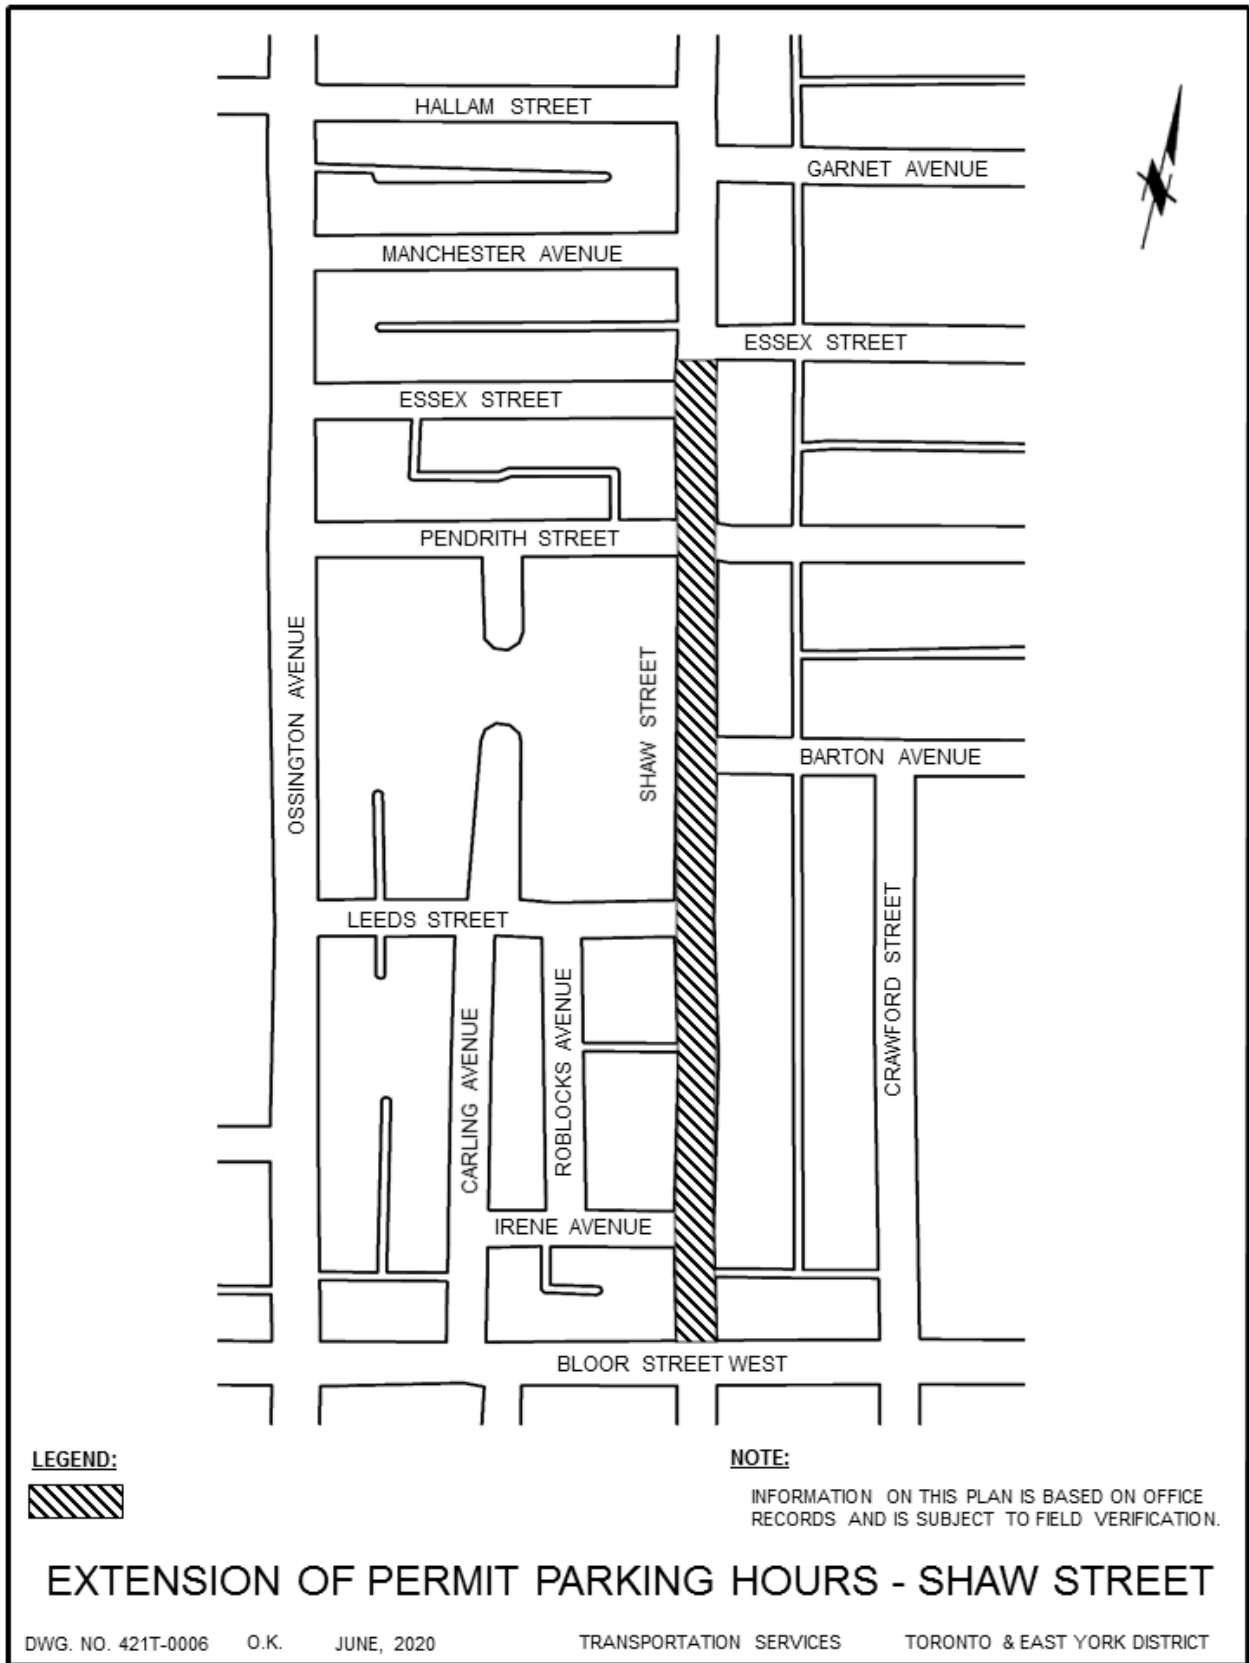 HALLAM STREET
GARNET AVENUE
MANCHESTER AVENUE
ESSEX STREET
ESSEX STREET
PENDRITH STREET
OSSINGTON AVENUE
SHAW STREET
BARTON AVENUE
LEEDS STREET
CRAWFORD STREET
CARLING AVENUE
ROBLOCKS AVENUE
IRENE AVENUE
BLOOR STREET WEST
LEGEND:
NOTE:
INFORMATION ON THIS PLAN IS BASED ON OFFICE
RECORDS AND IS SUBJECT TO FIELD VERIFICATION.
EXTENSION OF PERMIT PARKING HOURS - SHAW STREET
DWG. NO. 421T-0006 O.K. JUNE, 2020 TRANSPORTATION SERVICES TORONTO & EAST YORK DISTRICT